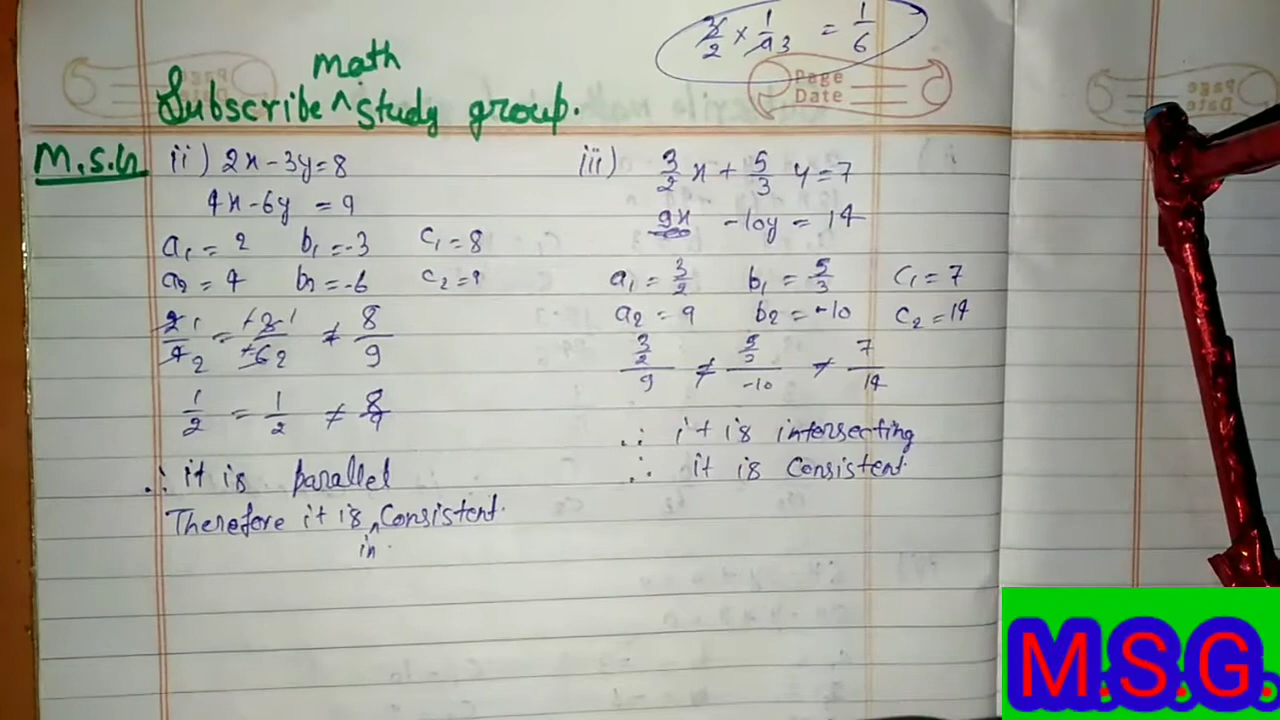 3/2 × 1/9 3 = 1/6
Page
Date
math
Subscribe ^ study group.
M.S.G
ii) 2x - 3y = 8
4x - 6y = 9
a₁ = 2 b₁ = -3 c₁ = 8
a₂ = 4 b₂ = -6 c₂ = 9
2 1/4 2 = +3 -1/+6 2 ≠ 8/9
1/2 = 1/2 ≠ 8/9
∴ it is parallel
Therefore it is ^ Consistent.
in
iii) 3/2 x + 5/3 y = 7
9x - 10y = 14
a₁ = 3/2 b₁ = 5/3 c₁ = 7
a₂ = 9 b₂ = -10 c₂ = 14
3/2/9 ≠ 5/3/-10 ≠ 7/14
∴ it is intersecting
∴ it is Consistent.
M.S.G.